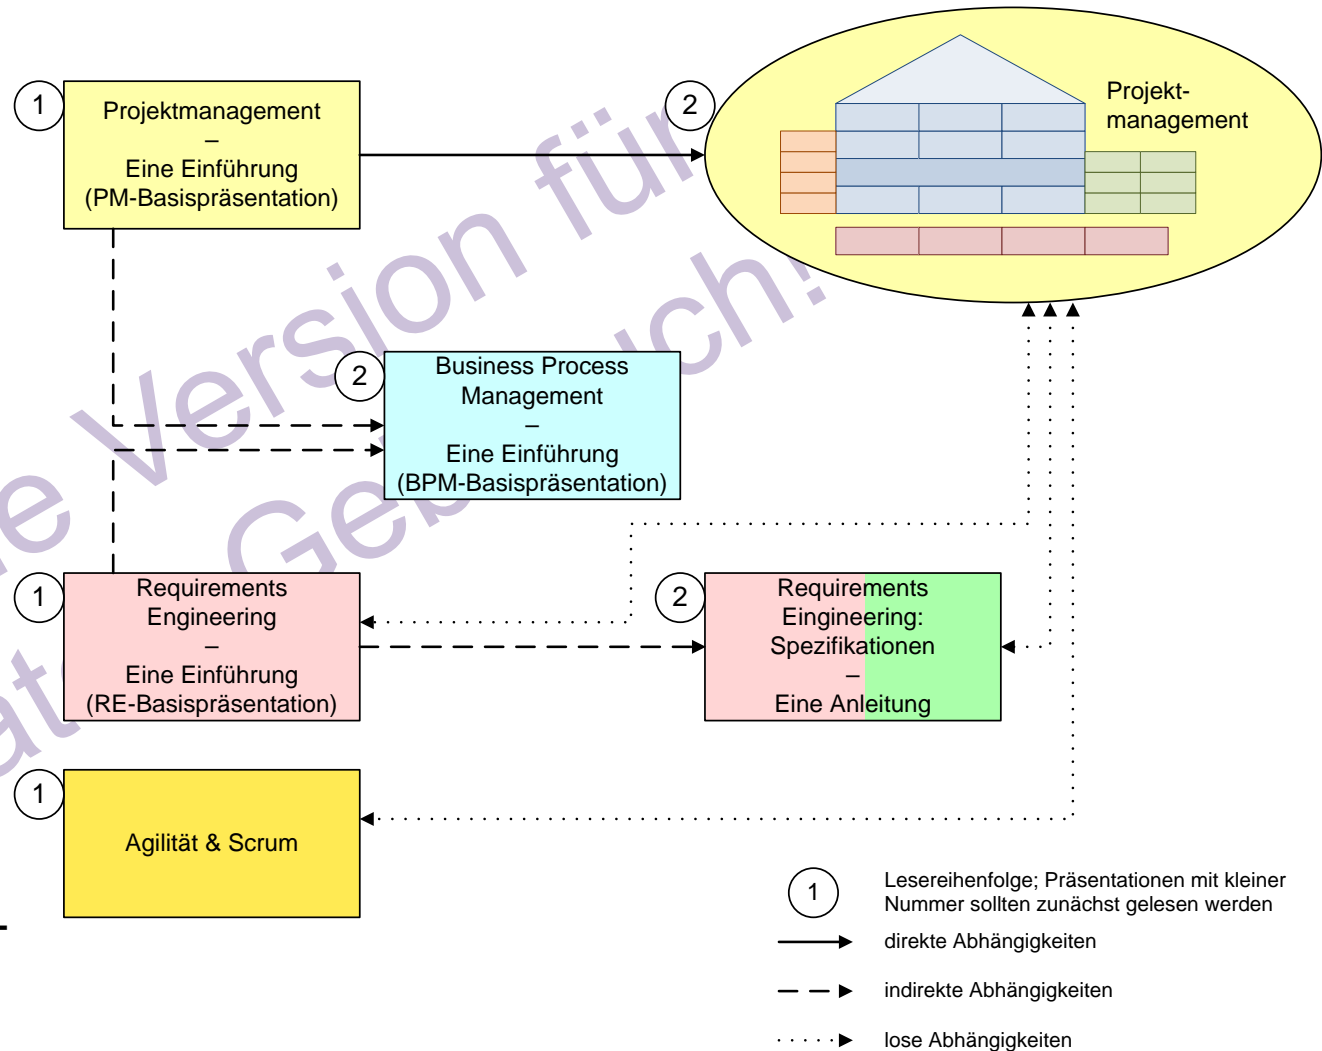 1
Projektmanagement
–
Eine Einführung
(PM-Basispräsentation)
2
Projekt-
management
2
Business Process
Management
–
Eine Einführung
(BPM-Basispräsentation)
1
Requirements
Engineering
–
Eine Einführung
(RE-Basispräsentation)
2
Requirements
Eingineering:
Spezifikationen
–
Eine Anleitung
1
Agilität & Scrum
1
Lesereihenfolge; Präsentationen mit kleiner
Nummer sollten zunächst gelesen werden
direkte Abhängigkeiten
indirekte Abhängigkeiten
lose Abhängigkeiten
Version für